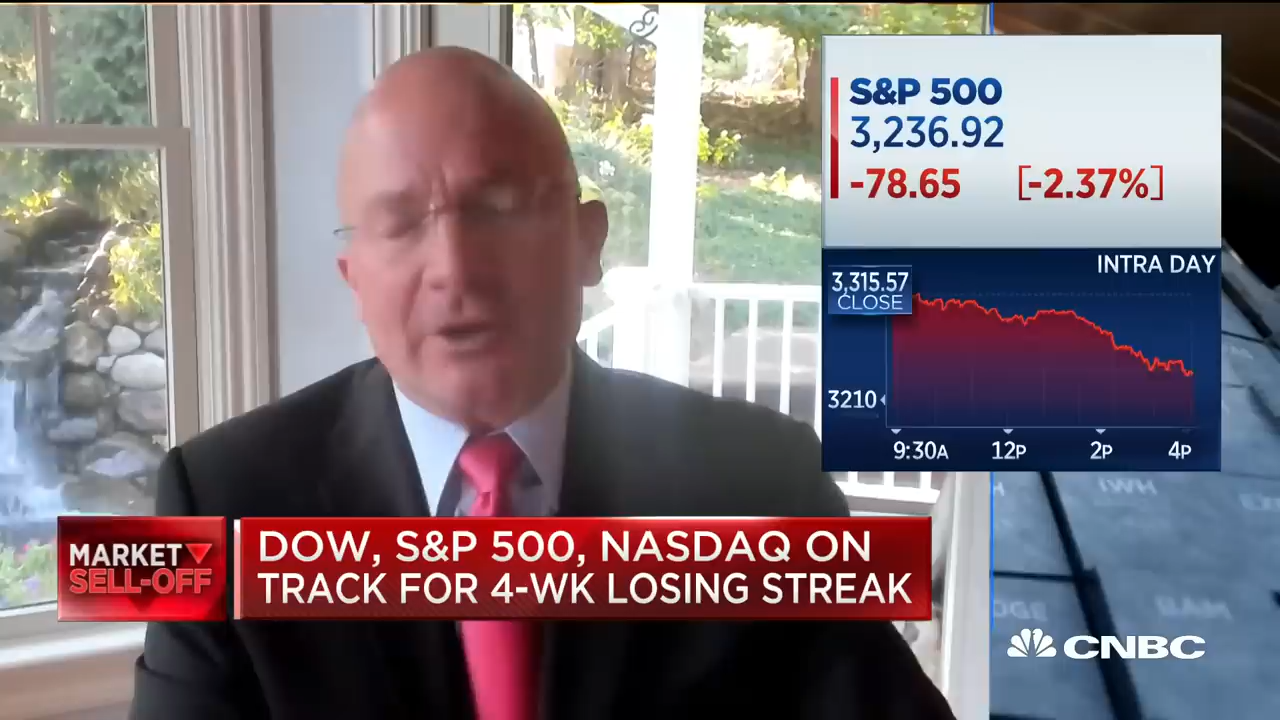 S&P 500
3,236.92
-78.65 [-2.37%]
INTRA DAY
3,315.57
CLOSE
3210
9:30A 12P 2P 4P
MARKET
SELL-OFF
DOW, S&P 500, NASDAQ ON
TRACK FOR 4-WK LOSING STREAK
IWH
CNBC